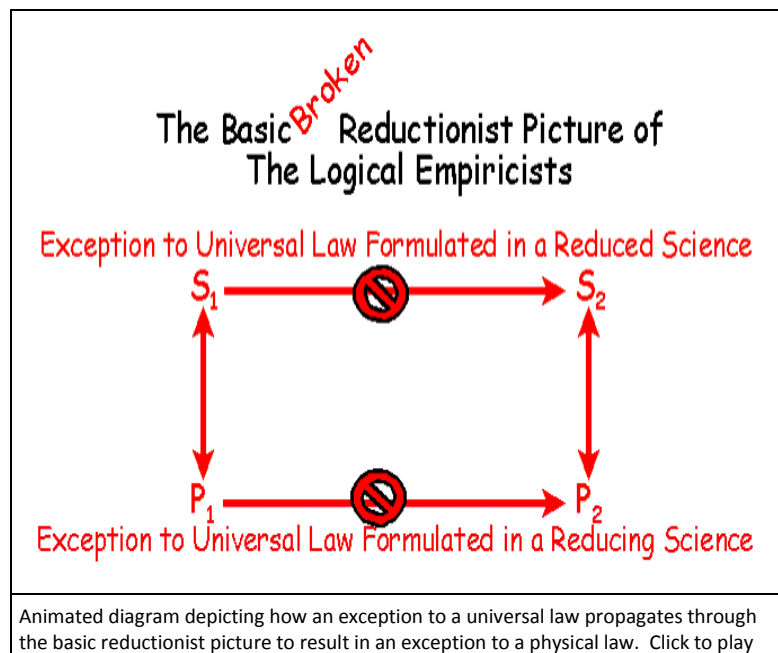 Broken
The Basic Reductionist Picture of
The Logical Empiricists
Exception to Universal Law Formulated in a Reduced Science
S₁ S₂
P₁ P₂
Exception to Universal Law Formulated in a Reducing Science
Animated diagram depicting how an exception to a universal law propagates through
the basic reductionist picture to result in an exception to a physical law. Click to play